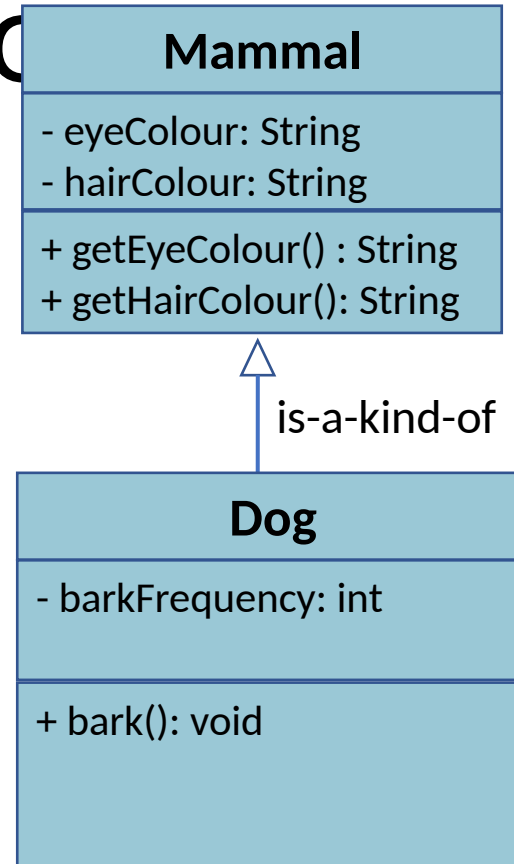 Mammal
- eyeColour: String
- hairColour: String
+ getEyeColour() : String
+ getHairColour(): String
is-a-kind-of
Dog
- barkFrequency: int
+ bark(): void